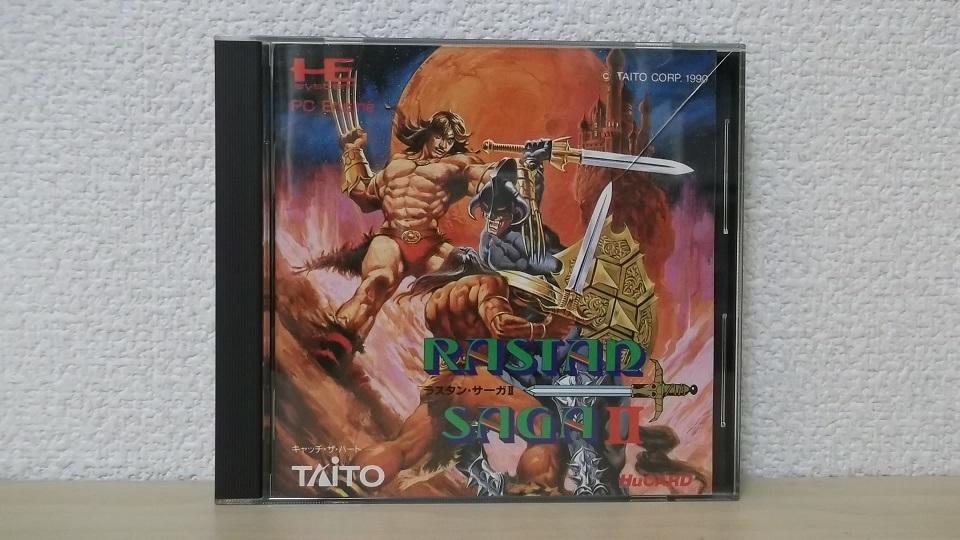 HE
SYSTEM
PC Engine
© TAITO CORP. 1990
RASTAN
ラスタン・サーガII
SAGA II
キャッチ・ザ・ハート
TAITO
HuCARD